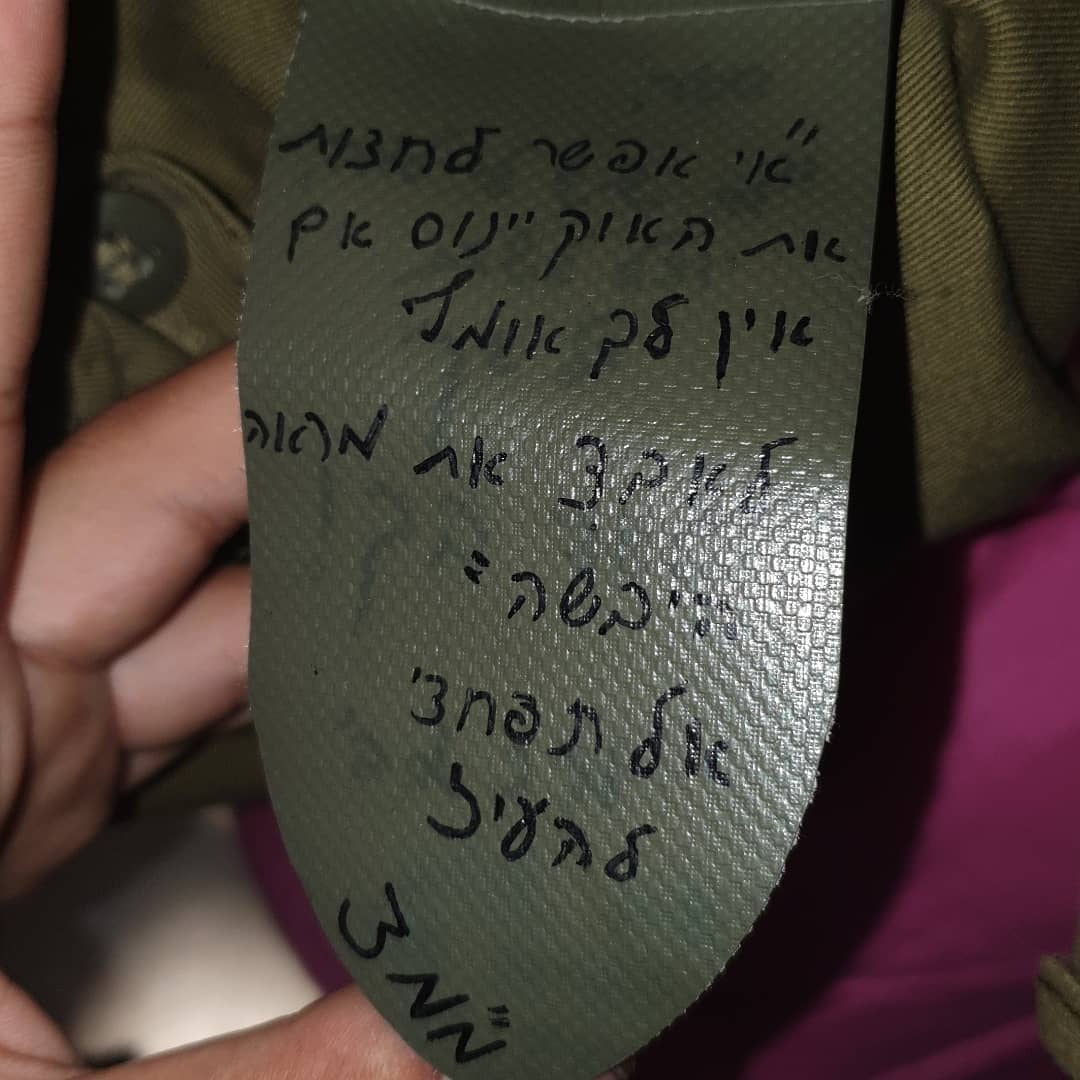 "אי אפשר לחצות
את האוקיינוס אם
אין לך אומץ
לאבד את מראה
היבשה"
אל תפחדי
להעיז